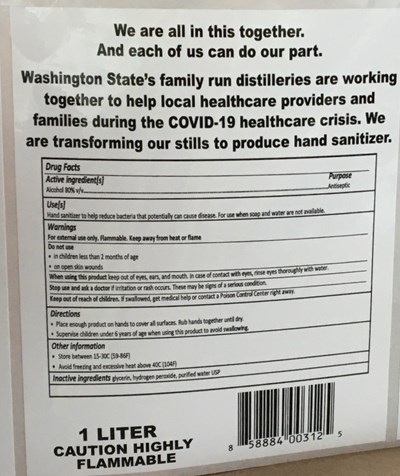 We are all in this together.
And each of us can do our part.
Washington State's family run distilleries are working
together to help local healthcare providers and
families during the COVID-19 healthcare crisis. We
are transforming our stills to produce hand sanitizer.
Drug Facts
Active ingredient[s] Purpose
Alcohol 80% v/v.......Antiseptic
Use[s]
Hand sanitizer to help reduce bacteria that potentially can cause disease. For use when soap and water are not available.
Warnings
For external use only. Flammable. Keep away from heat or flame
Do not use
• in children less than 2 months of age
• on open skin wounds
When using this product keep out of eyes, ears, and mouth. In case of contact with eyes, rinse eyes thoroughly with water.
Stop use and ask a doctor if irritation or rash occurs. These may be signs of a serious condition.
Keep out of reach of children. If swallowed, get medical help or contact a Poison Control Center right away.
Directions
• Place enough product on hands to cover all surfaces. Rub hands together until dry.
• Supervise children under 6 years of age when using this product to avoid swallowing.
Other information
• Store between 15-30C (59-86F)
• Avoid freezing and excessive heat above 40C (104F)
Inactive ingredients glycerin, hydrogen peroxide, purified water USP
1 LITER
CAUTION HIGHLY
FLAMMABLE
8 58884 00312 5